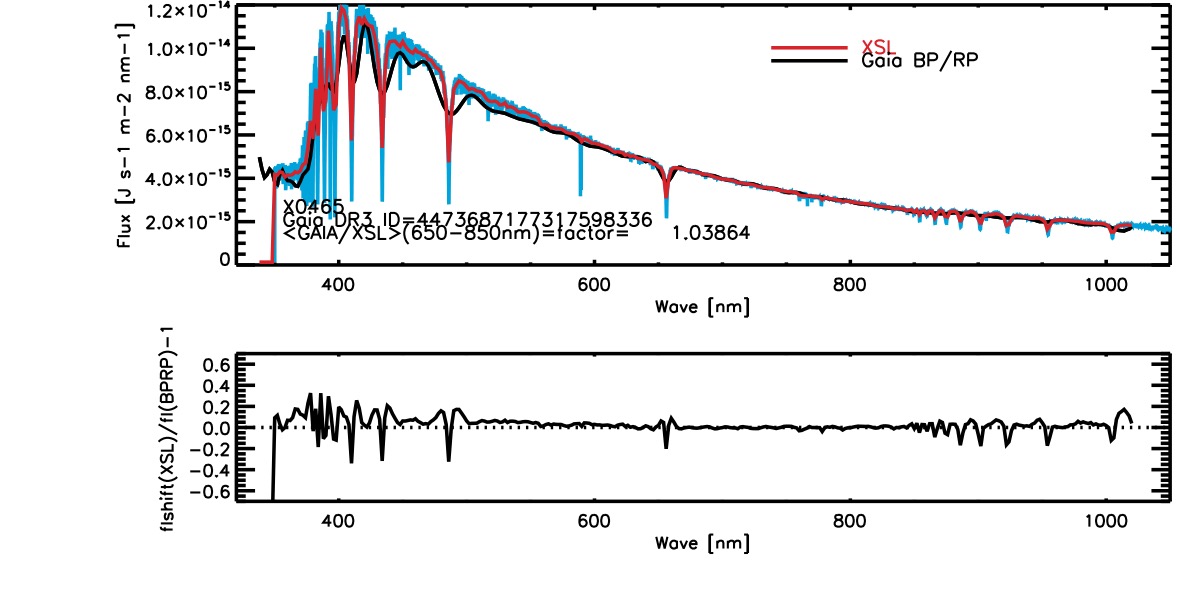 1.2×10−14
1.0×10−14
8.0×10−15
6.0×10−15
4.0×10−15
2.0×10−15
0
Flux [J s−1 m−2 nm−1]
XSL
Gaia BP/RP
X0465
Gaia DR3 ID=4473687177317598336
<GAIA/XSL>(650−850nm)=factor= 1.03864
400 600 800 1000
Wave [nm]
flshift(XSL)/fl(BPRP)−1
0.6
0.4
0.2
0.0
−0.2
−0.4
−0.6
400 600 800 1000
Wave [nm]